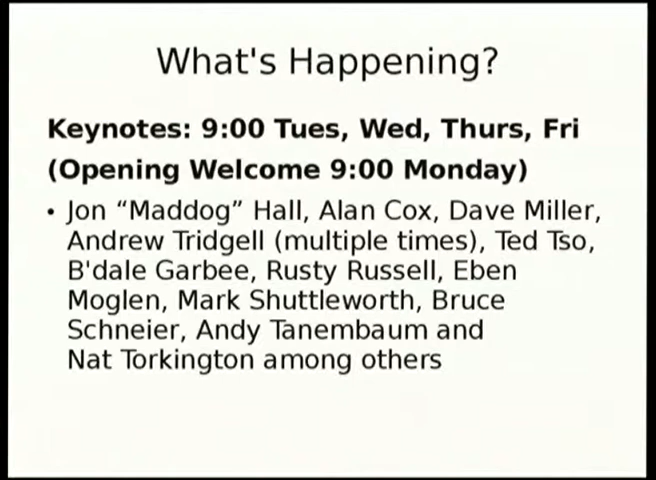 What's Happening?
Keynotes: 9:00 Tues, Wed, Thurs, Fri
(Opening Welcome 9:00 Monday)
• Jon “Maddog” Hall, Alan Cox, Dave Miller,
Andrew Tridgell (multiple times), Ted Tso,
B'dale Garbee, Rusty Russell, Eben
Moglen, Mark Shuttleworth, Bruce
Schneier, Andy Tanembaum and
Nat Torkington among others